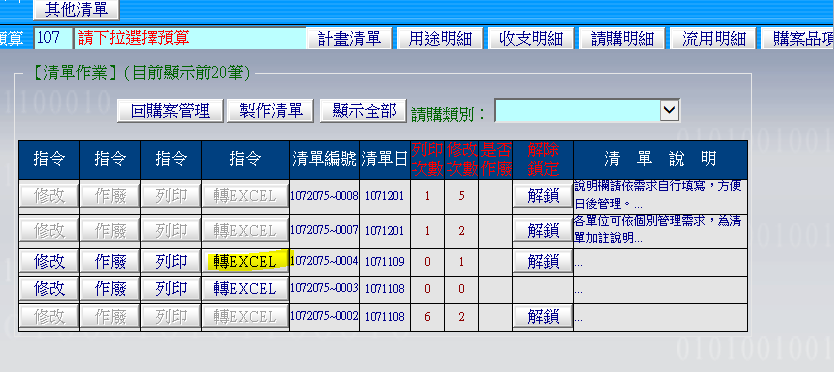 其他清單
預算 107 請下拉選擇預算 計畫清單 用途明細 收支明細 請購明細 流用明細 購案品項
【清單作業】(目前顯示前20筆)
回購案管理 製作清單 顯示全部 請購類別：
指令 指令 指令 指令 清單編號 清單日 列印次數 修改次數 是否作廢 解除鎖定 清 單 說 明
修改 作廢 列印 轉EXCEL 1072075~0008 1071201 1 5 解鎖 說明欄請依需求自行填寫，方便
日後管理。...
修改 作廢 列印 轉EXCEL 1072075~0007 1071201 1 2 解鎖 各單位可依個別管理需求，為清
單加註說明...
修改 作廢 列印 轉EXCEL 1072075~0004 1071109 0 1 解鎖 ...
修改 作廢 列印 轉EXCEL 1072075~0003 1071108 0 0 ...
修改 作廢 列印 轉EXCEL 1072075~0002 1071108 6 2 解鎖 ...